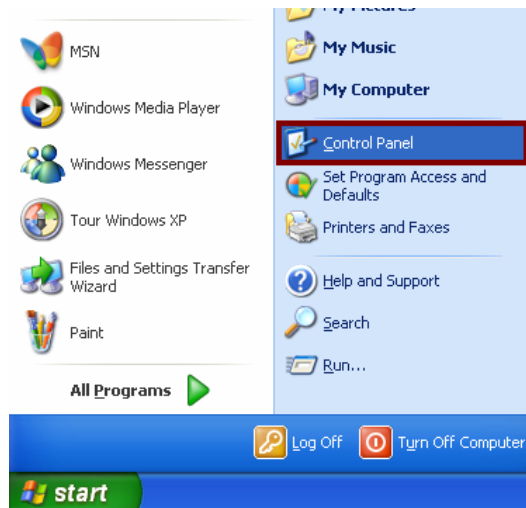 MSN
Windows Media Player
Windows Messenger
Tour Windows XP
Files and Settings Transfer
Wizard
Paint
All Programs
My Pictures
My Music
My Computer
Control Panel
Set Program Access and
Defaults
Printers and Faxes
Help and Support
Search
Run...
Log Off
Turn Off Computer
start